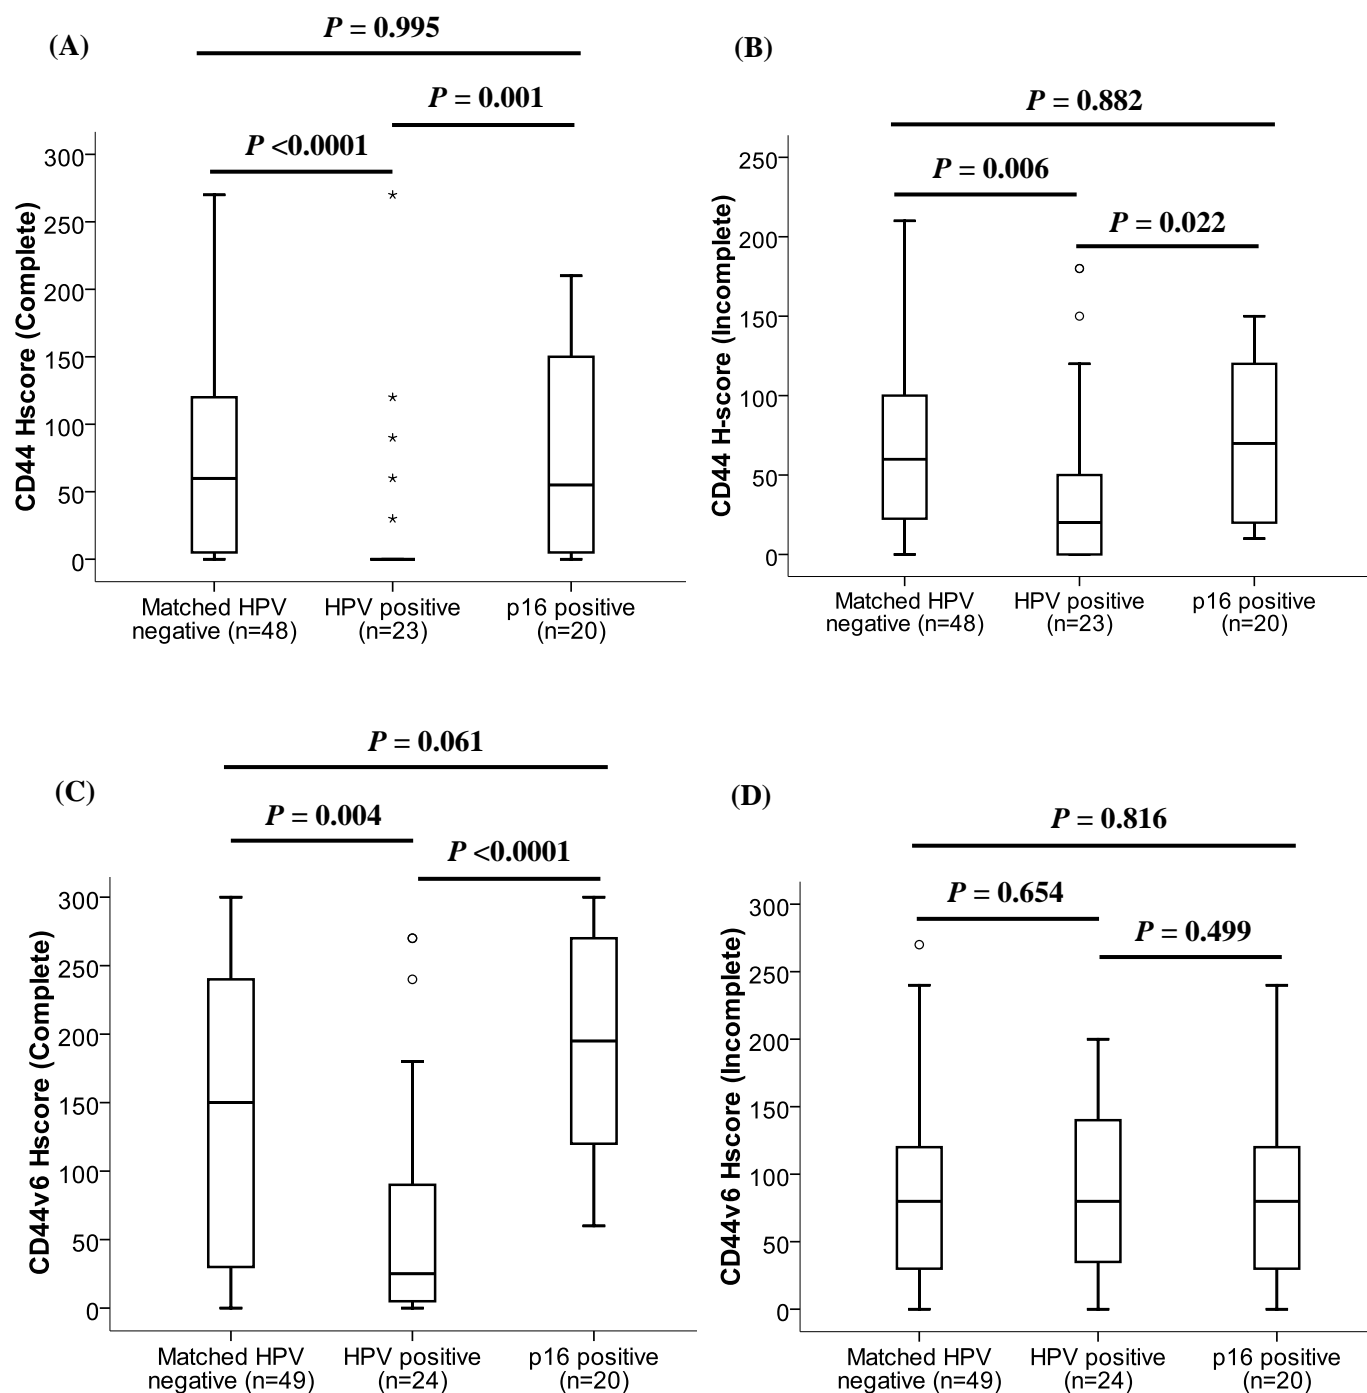 (A)
P = 0.995
P = 0.001
P <0.0001
CD44 Hscore (Complete)
300
250
200
150
100
50
0
Matched HPV
negative (n=48)
HPV positive
(n=23)
p16 positive
(n=20)
(B)
P = 0.882
P = 0.006
P = 0.022
CD44 H-score (Incomplete)
250
200
150
100
50
0
Matched HPV
negative (n=48)
HPV positive
(n=23)
p16 positive
(n=20)
(C)
P = 0.061
P = 0.004
P <0.0001
CD44v6 Hscore (Complete)
300
250
200
150
100
50
0
Matched HPV
negative (n=49)
HPV positive
(n=24)
p16 positive
(n=20)
(D)
P = 0.816
P = 0.654
P = 0.499
CD44v6 Hscore (Incomplete)
300
250
200
150
100
50
0
Matched HPV
negative (n=49)
HPV positive
(n=24)
p16 positive
(n=20)